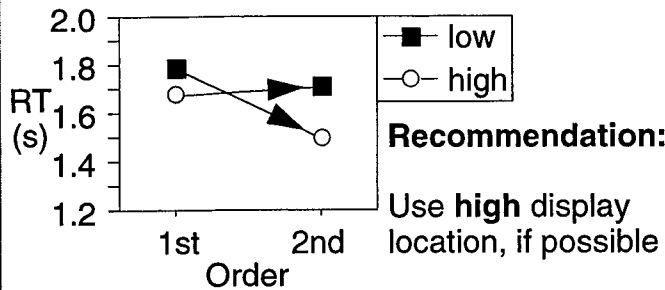 2.0
1.8
1.6
1.4
1.2
RT
(s)
1st 2nd
Order
low
high
Recommendation:
Use high display
location, if possible